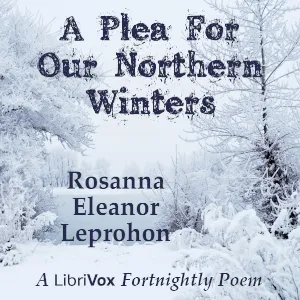 A Plea For
Our Northern
Winters
Rosanna
Eleanor
Leprohon
A LibriVox Fortnightly Poem